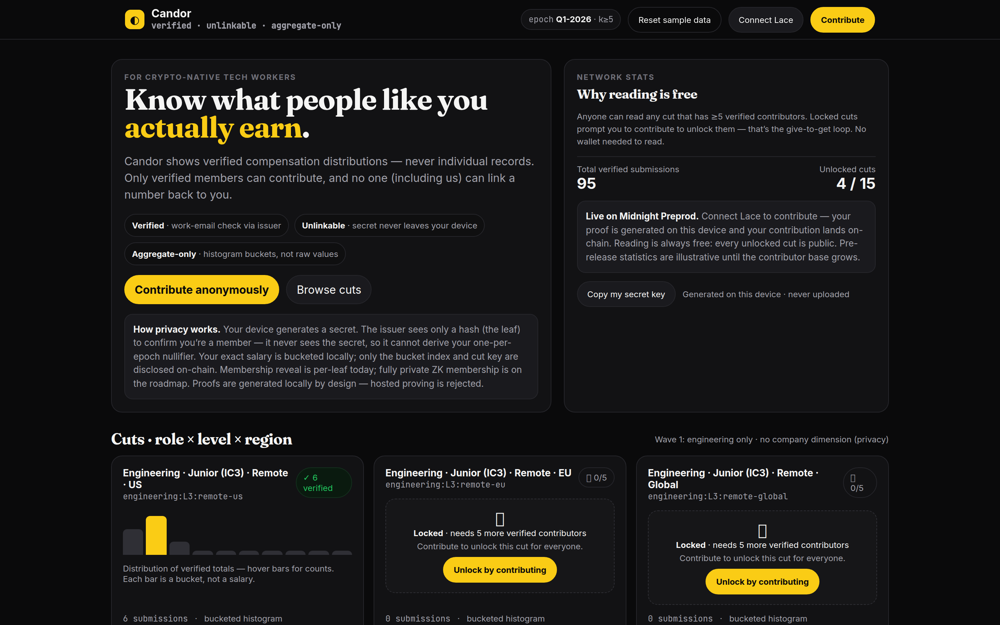 Candor
verified · unlinkable · aggregate-only
epoch Q1-2026 · k≥5
Reset sample data
Connect Lace
Contribute
FOR CRYPTO-NATIVE TECH WORKERS
Know what people like you
actually earn.
Candor shows verified compensation distributions — never individual records.
Only verified members can contribute, and no one (including us) can link a
number back to you.
Verified · work-email check via issuer
Unlinkable · secret never leaves your device
Aggregate-only · histogram buckets, not raw values
Contribute anonymously
Browse cuts
How privacy works. Your device generates a secret. The issuer sees only a hash (the leaf)
to confirm you’re a member — it never sees the secret, so it cannot derive your one-per-
epoch nullifier. Your exact salary is bucketed locally; only the bucket index and cut key are
disclosed on-chain. Membership reveal is per-leaf today; fully private ZK membership is on
the roadmap. Proofs are generated locally by design — hosted proving is rejected.
NETWORK STATS
Why reading is free
Anyone can read any cut that has ≥5 verified contributors. Locked cuts
prompt you to contribute to unlock them — that’s the give-to-get loop. No
wallet needed to read.
Total verified submissions
95
Unlocked cuts
4 / 15
Live on Midnight Preprod. Connect Lace to contribute — your
proof is generated on this device and your contribution lands on-
chain. Reading is always free: every unlocked cut is public. Pre-
release statistics are illustrative until the contributor base grows.
Copy my secret key
Generated on this device · never uploaded
Cuts · role × level × region
Wave 1: engineering only · no company dimension (privacy)
Engineering · Junior (IC3) · Remote
· US
engineering:L3:remote-us
✓ 6
verified
Distribution of verified totals — hover bars for counts.
Each bar is a bucket, not a salary.
6 submissions · bucketed histogram
Engineering · Junior (IC3) · Remote · EU
engineering:L3:remote-eu
0/5
Locked · needs 5 more verified contributors
Contribute to unlock this cut for everyone.
Unlock by contributing
0 submissions · bucketed histogram
Engineering · Junior (IC3) · Remote ·
Global
engineering:L3:remote-global
0/5
Locked · needs 5 more verified contributors
Contribute to unlock this cut for everyone.
Unlock by contributing
0 submissions · bucketed histogram